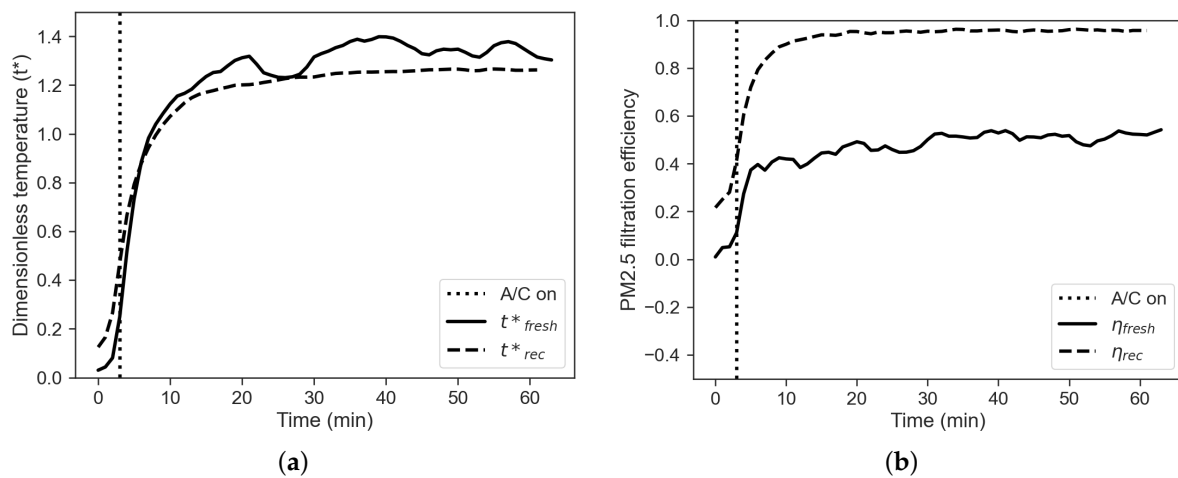 Dimensionless temperature (t*)
1.4
1.2
1.0
0.8
0.6
0.4
0.2
0.0
A/C on
t*fresh
t*rec
0 10 20 30 40 50 60
Time (min)
(a)
PM2.5 filtration efficiency
1.0
0.8
0.6
0.4
0.2
0.0
−0.2
−0.4
A/C on
ηfresh
ηrec
0 10 20 30 40 50 60
Time (min)
(b)